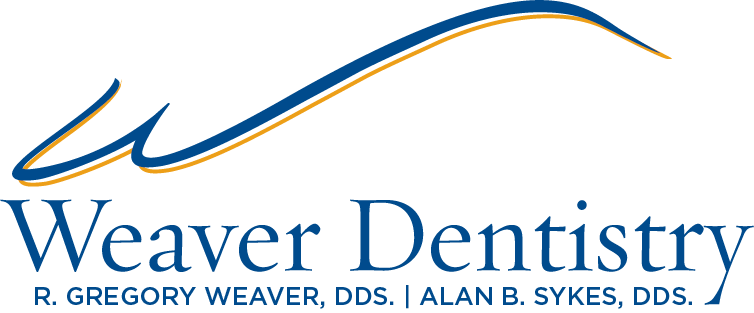 Weaver Dentistry
R. GREGORY WEAVER, DDS. | ALAN B. SYKES, DDS.